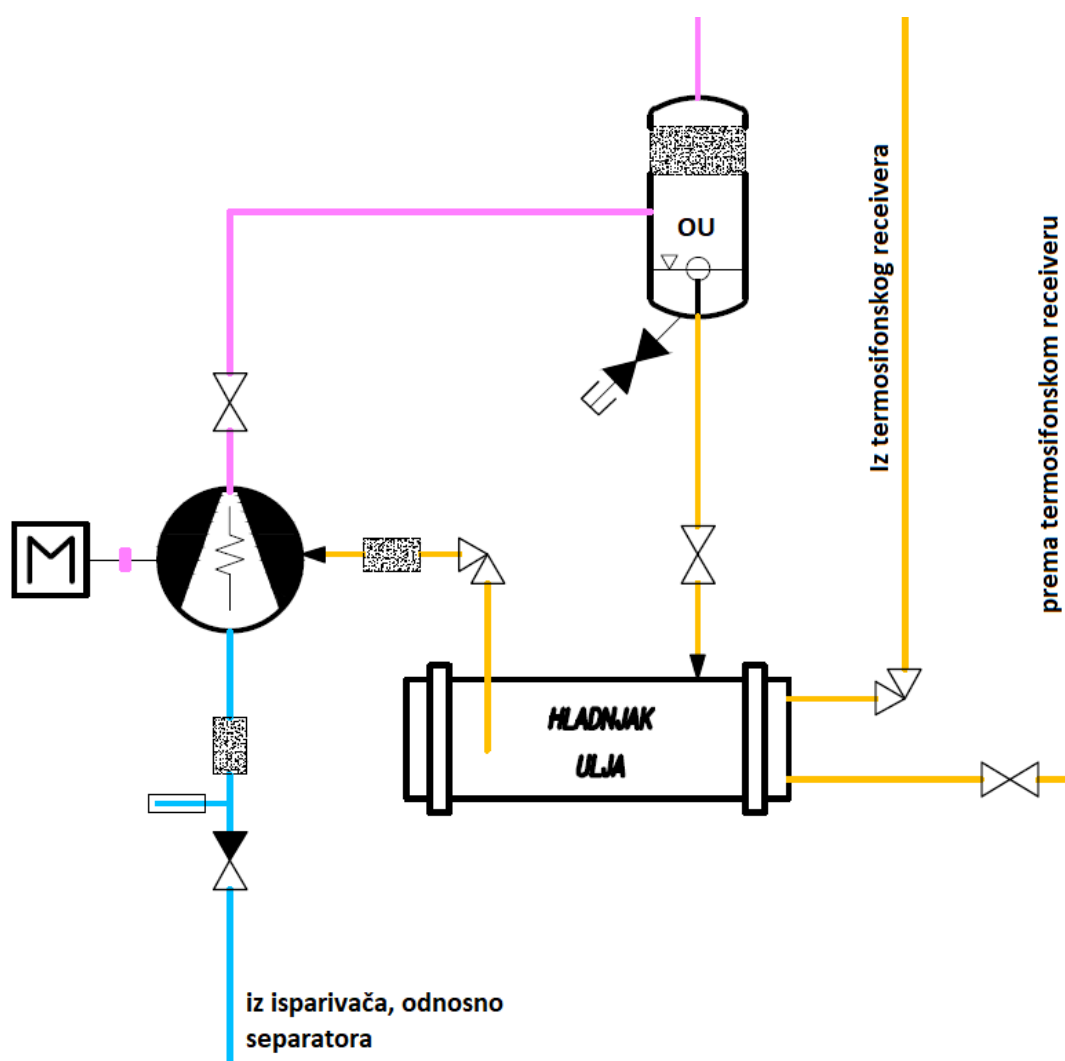 OU
Iz termosifonskog receivera
prema termosifonskom receiveru
M
HLADNJAK
ULJA
iz isparivača, odnosno
separatora